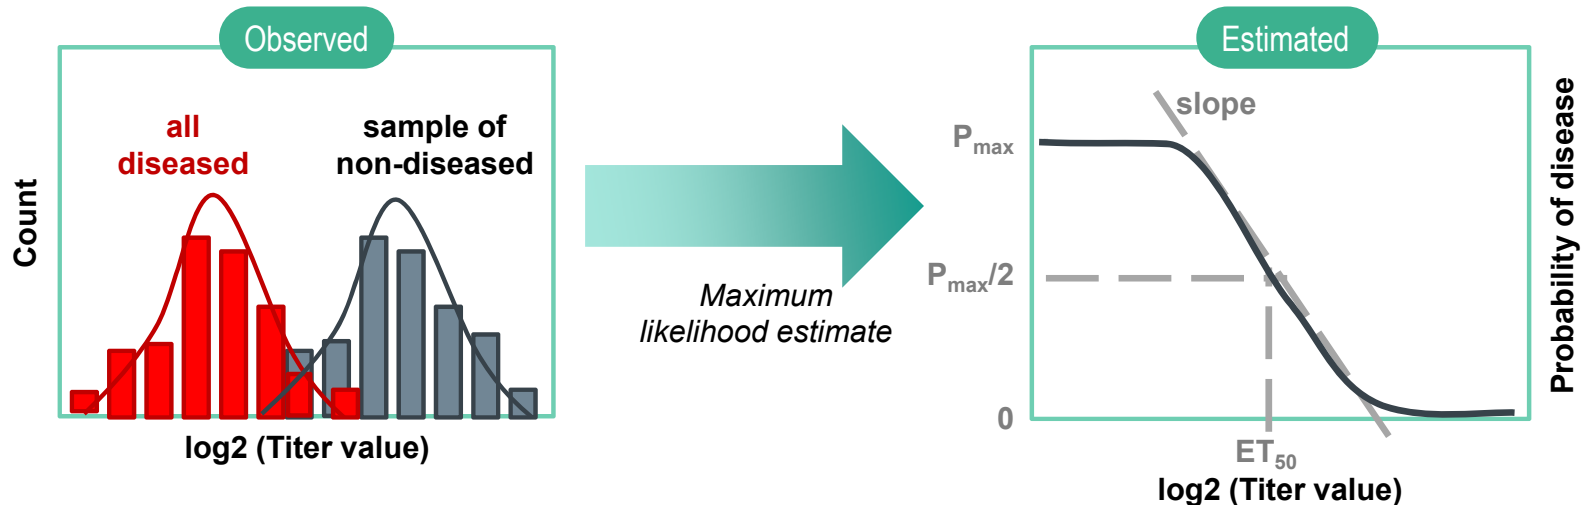 Observed
all
diseased
sample of
non-diseased
Count
log2 (Titer value)
Maximum
likelihood estimate
Estimated
slope
Pmax
Pmax/2
0
ET50
log2 (Titer value)
Probability of disease